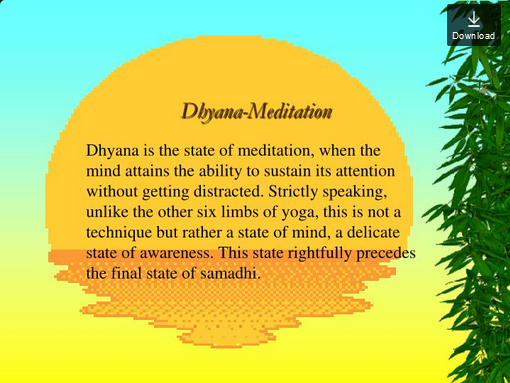 Download
Dhyana-Meditation
Dhyana is the state of meditation, when the
mind attains the ability to sustain its attention
without getting distracted. Strictly speaking,
unlike the other six limbs of yoga, this is not a
technique but rather a state of mind, a delicate
state of awareness. This state rightfully precedes
the final state of samadhi.